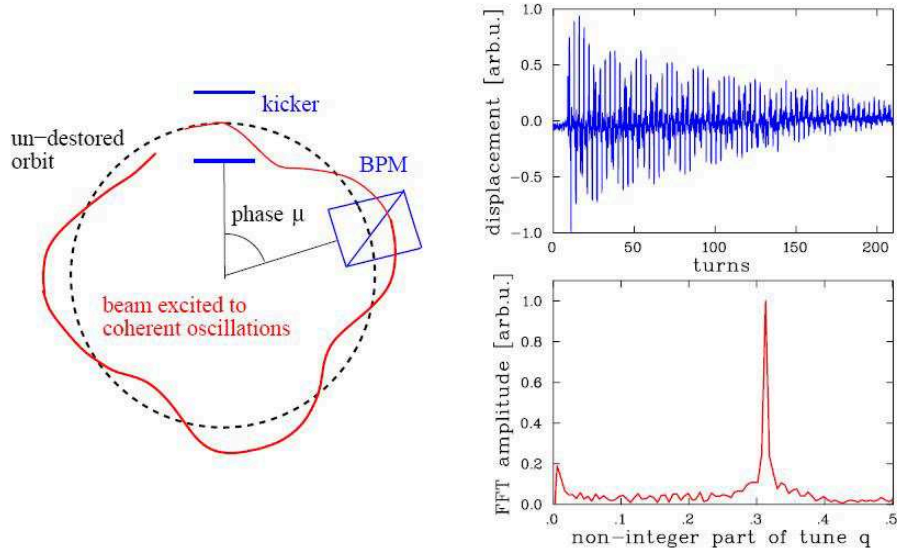 kicker
un-destored
orbit
BPM
phase μ
beam excited to
coherent oscillations
displacement [arb.u.]
1.0
0.5
0.0
-0.5
-1.0
0
50
100
150
200
turns
FFT amplitude [arb.u.]
1.0
0.8
0.6
0.4
0.2
0.0
.0
.1
.2
.3
.4
.5
non-integer part of tune q